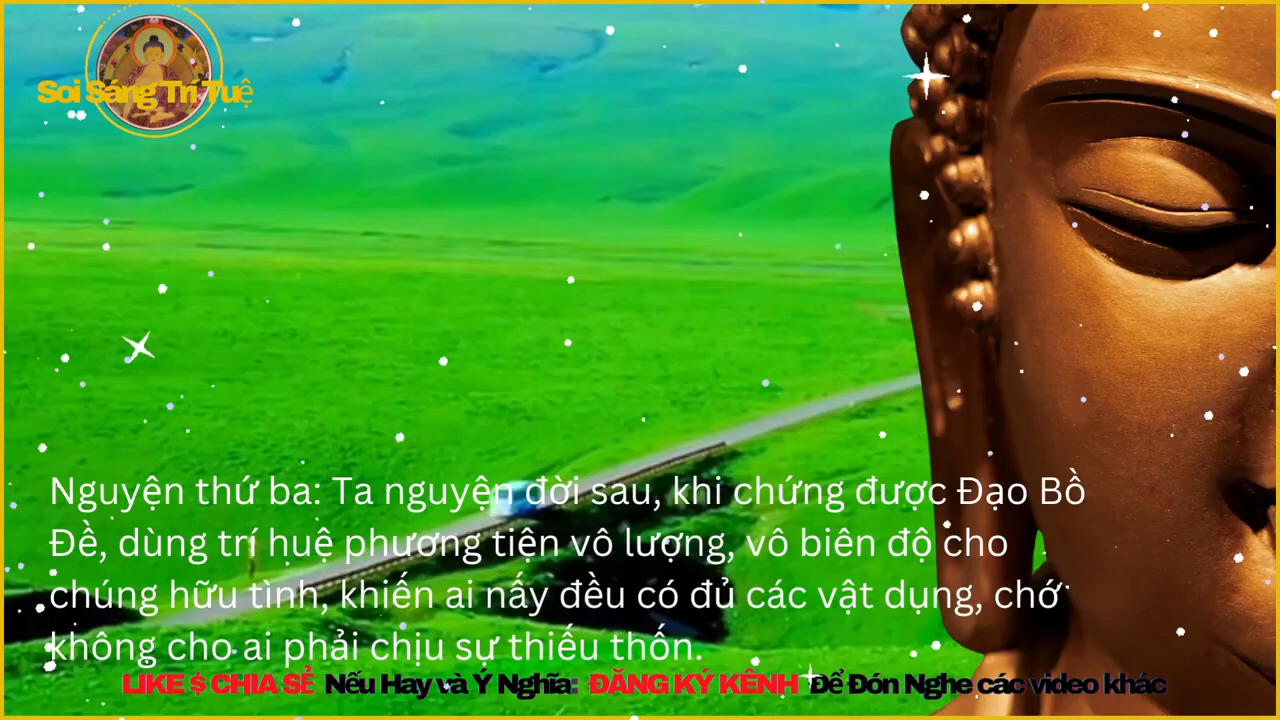 Soi Sáng Trí Tuệ
Nguyện thứ ba: Ta nguyện đời sau, khi chứng được Đạo Bồ
Đề, dùng trí huệ phương tiện vô lượng, vô biên độ cho
chúng hữu tình, khiến ai nấy đều có đủ các vật dụng, chớ
không cho ai phải chịu sự thiếu thốn.
LIKE $ CHIA SẺ Nếu Hay và Ý Nghĩa: ĐĂNG KÝ KÊNH Để Đón Nghe các video khác